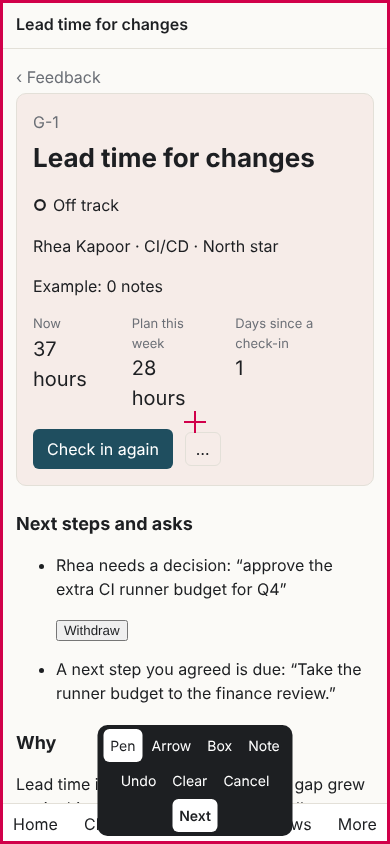 Lead time for changes
‹ Feedback
G-1
Lead time for changes
Off track
Rhea Kapoor · CI/CD · North star
Example: 0 notes
Now
37
hours
Plan this
week
28
hours
Days since a
check-in
1
Check in again
...
Next steps and asks
• Rhea needs a decision: “approve the
extra CI runner budget for Q4”
Withdraw
• A next step you agreed is due: “Take the
runner budget to the finance review.”
Why
Lead time
gap grew
Pen Arrow Box Note
Undo Clear Cancel
Next
Home
More